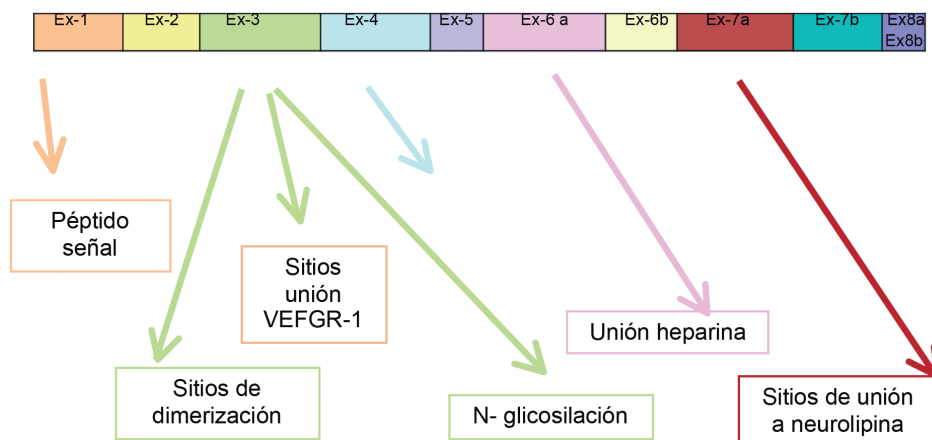 Ex-1 Ex-2 Ex-3 Ex-4 Ex-5 Ex-6 a Ex-6b Ex-7a Ex-7b Ex8a
Ex8b
Péptido
señal
Sitios
unión
VEFGR-1
Unión heparina
Sitios de
dimerización
N- glicosilación
Sitios de unión
a neurolipina